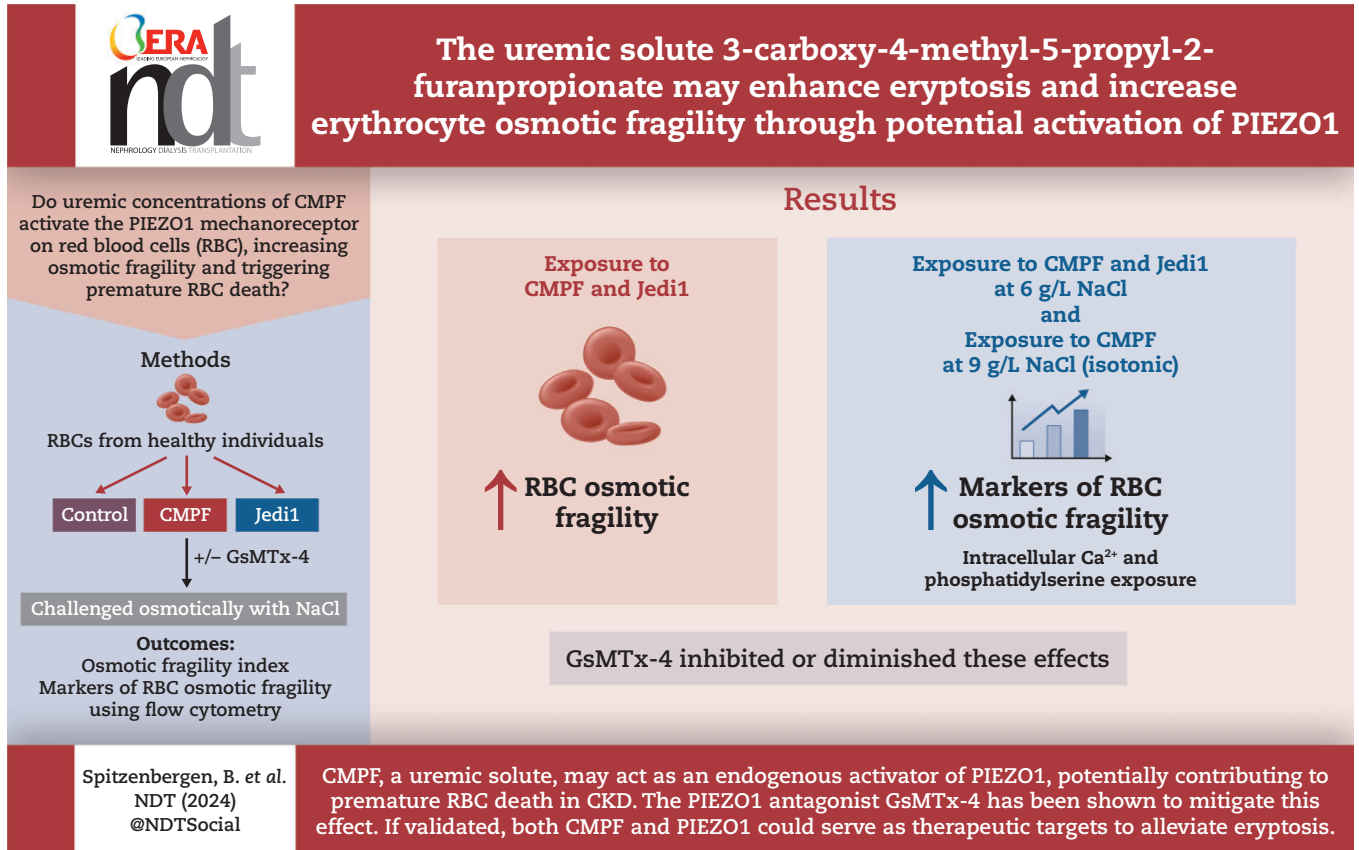 ERA
LEADING EUROPEAN NEPHROLOGY
ndt
NEPHROLOGY DIALYSIS TRANSPLANTATION
The uremic solute 3-carboxy-4-methyl-5-propyl-2-
furanpropionate may enhance eryptosis and increase
erythrocyte osmotic fragility through potential activation of PIEZO1
Do uremic concentrations of CMPF
activate the PIEZO1 mechanoreceptor
on red blood cells (RBC), increasing
osmotic fragility and triggering
premature RBC death?
Methods
RBCs from healthy individuals
Control
CMPF
Jedi1
+/– GsMTx-4
Challenged osmotically with NaCl
Outcomes:
Osmotic fragility index
Markers of RBC osmotic fragility
using flow cytometry
Results
Exposure to
CMPF and Jedi1
↑ RBC osmotic
fragility
Exposure to CMPF and Jedi1
at 6 g/L NaCl
and
Exposure to CMPF
at 9 g/L NaCl (isotonic)
↑ Markers of RBC
osmotic fragility
Intracellular Ca²⁺ and
phosphatidylserine exposure
GsMTx-4 inhibited or diminished these effects
Spitzenbergen, B. et al.
NDT (2024)
@NDTSocial
CMPF, a uremic solute, may act as an endogenous activator of PIEZO1, potentially contributing to
premature RBC death in CKD. The PIEZO1 antagonist GsMTx-4 has been shown to mitigate this
effect. If validated, both CMPF and PIEZO1 could serve as therapeutic targets to alleviate eryptosis.